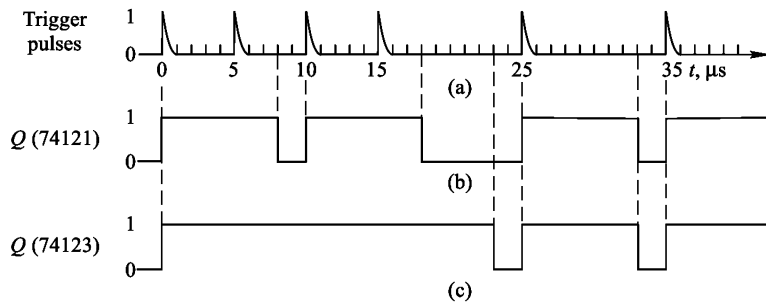 Trigger
pulses
1
0
0 5 10 15 25 35 t, μs
(a)
Q (74121)
1
0
(b)
Q (74123)
1
0
(c)